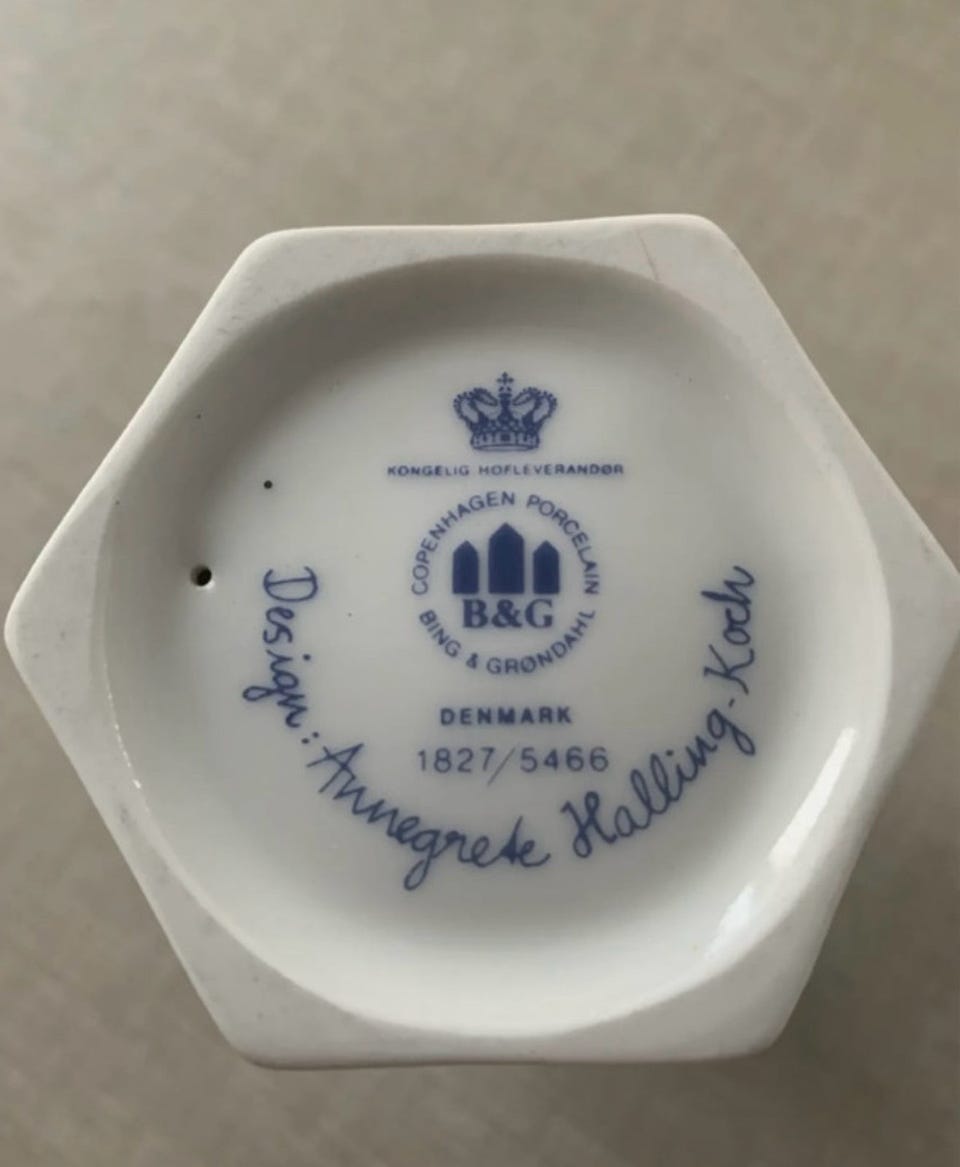 KONGELIG HOFLEVERANDØR
COPENHAGEN PORCELAIN
B&G
BING & GRØNDAHL
DENMARK
1827/5466
Design: Annegrete Halling-Koch